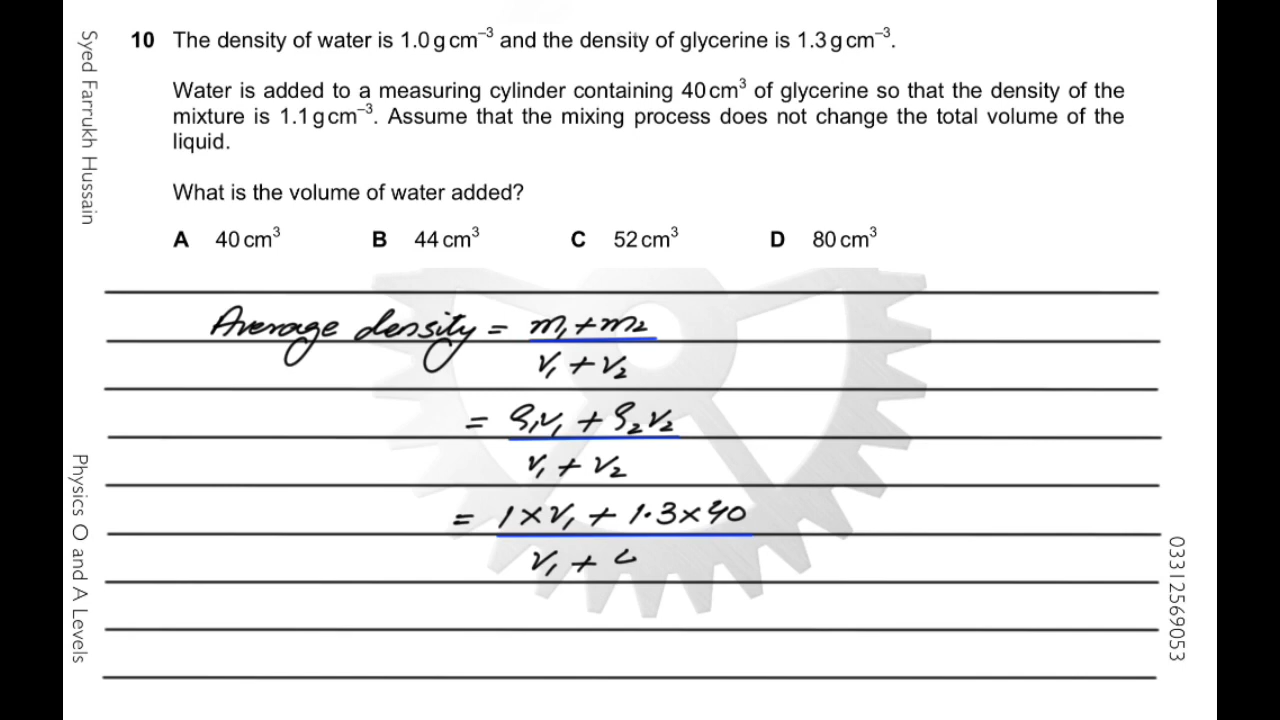 10 The density of water is 1.0 g cm⁻³ and the density of glycerine is 1.3 g cm⁻³.
Water is added to a measuring cylinder containing 40 cm³ of glycerine so that the density of the
mixture is 1.1 g cm⁻³. Assume that the mixing process does not change the total volume of the
liquid.
What is the volume of water added?
A 40 cm³ B 44 cm³ C 52 cm³ D 80 cm³
Average density = m₁+m₂
V₁ + V₂
= ρ₁V₁ + ρ₂V₂
V₁ + V₂
= 1×V₁ + 1.3×40
V₁ +
Syed Farrukh Hussain
Physics O and A Levels
03312569053